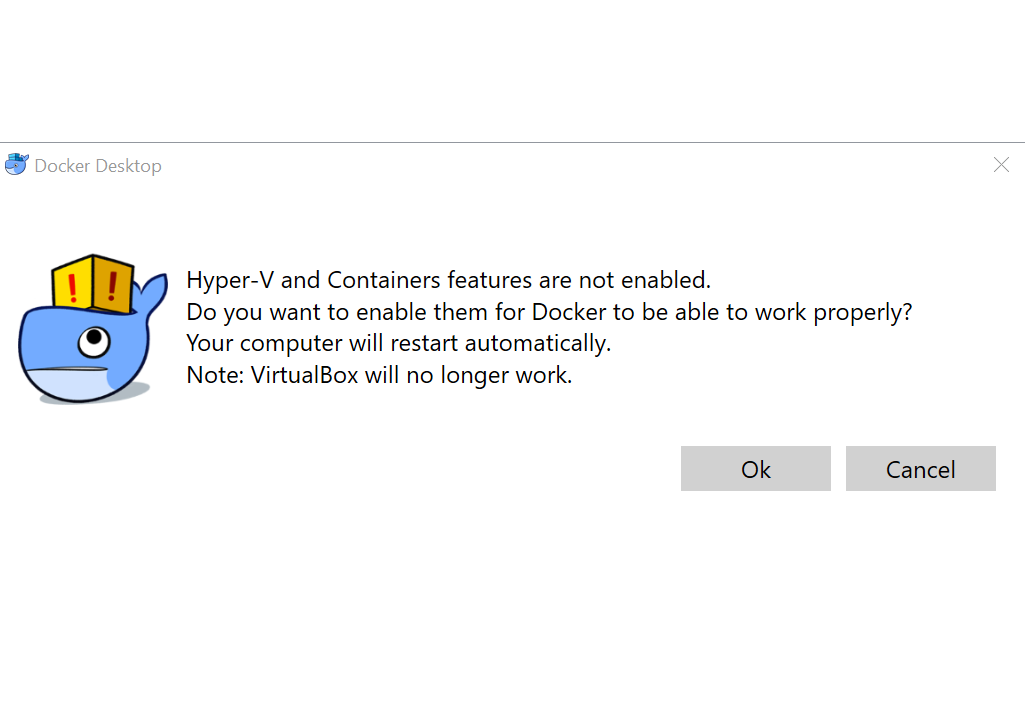 Docker Desktop
! !
Hyper-V and Containers features are not enabled.
Do you want to enable them for Docker to be able to work properly?
Your computer will restart automatically.
Note: VirtualBox will no longer work.
Ok Cancel